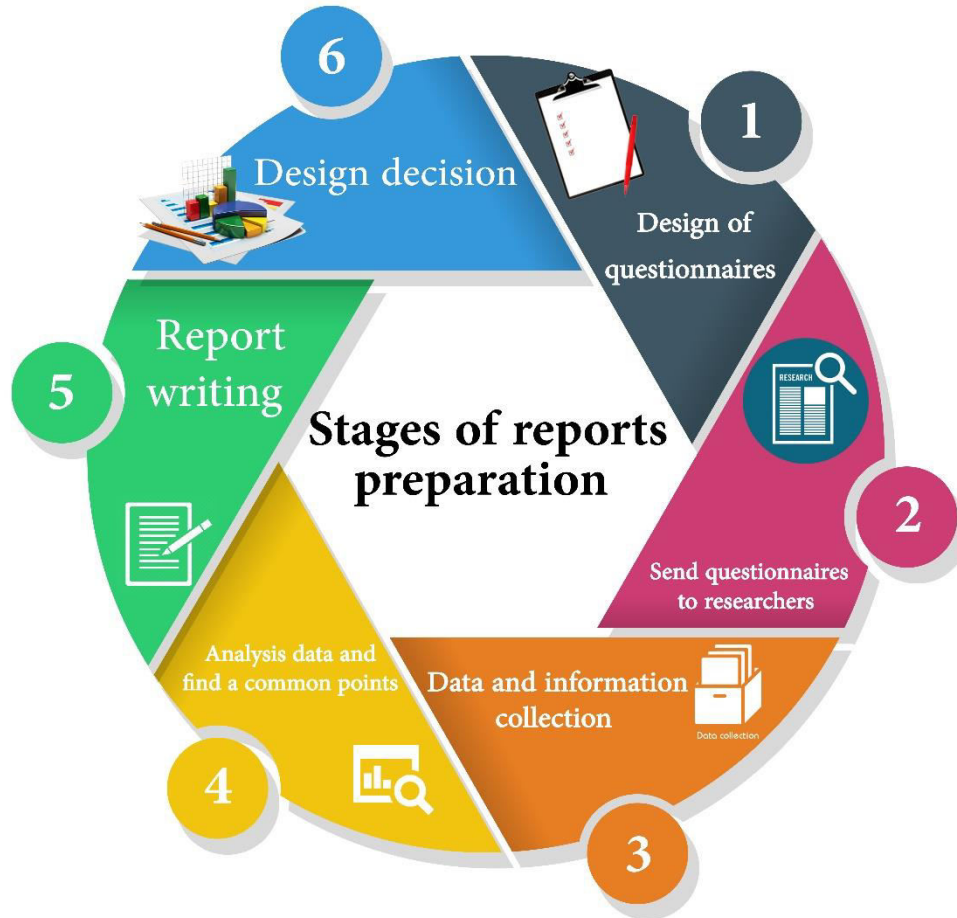 Stages of reports
preparation
1
Design of
questionnaires
2
RESEARCH
Send questionnaires
to researchers
3
Data and information
collection
Data collection
4
Analysis data and
find a common points
5
Report
writing
6
Design decision